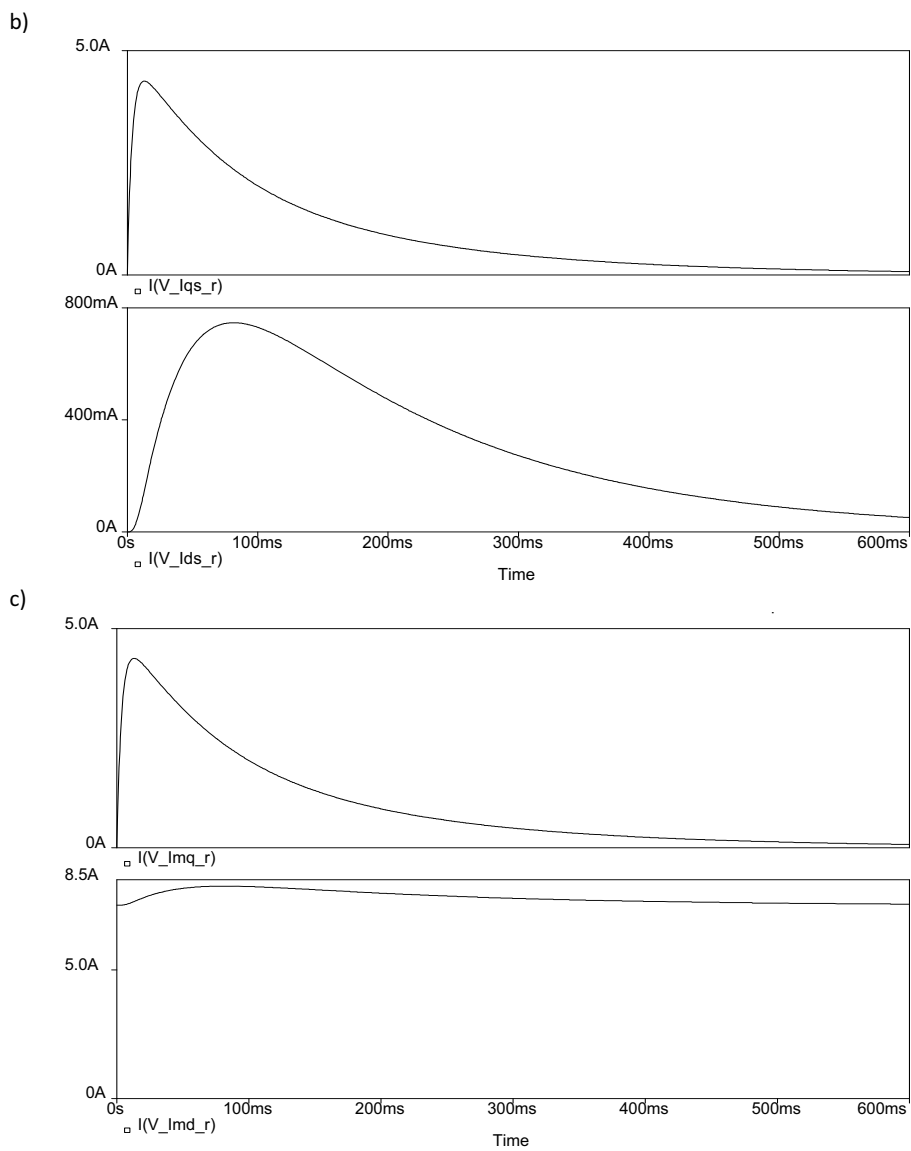 b)
5.0A
0A
I(V_Iqs_r)
800mA
400mA
0A
0s 100ms 200ms 300ms 400ms 500ms 600ms
I(V_Ids_r)
Time
c)
5.0A
0A
I(V_Imq_r)
8.5A
5.0A
0A
0s 100ms 200ms 300ms 400ms 500ms 600ms
I(V_Imd_r)
Time